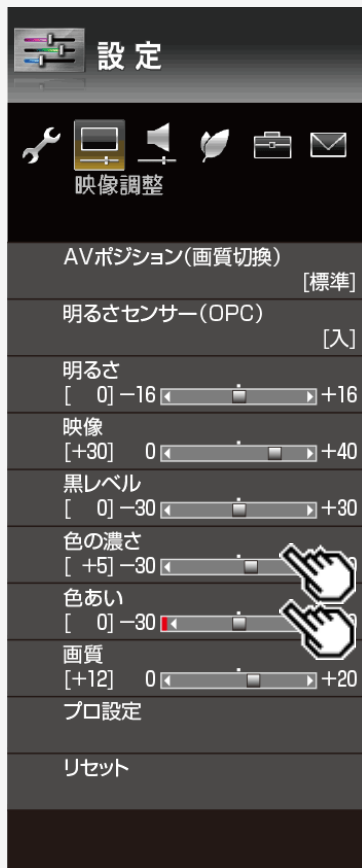 設定
映像調整
AVポジション(画質切換)
[標準]
明るさセンサー(OPC)
[入]
明るさ
[ 0] −16 +16
映像
[+30] 0 +40
黒レベル
[ 0] −30 +30
色の濃さ
[ +5] −30
色あい
[ 0] −30
画質
[+12] 0 +20
プロ設定
リセット